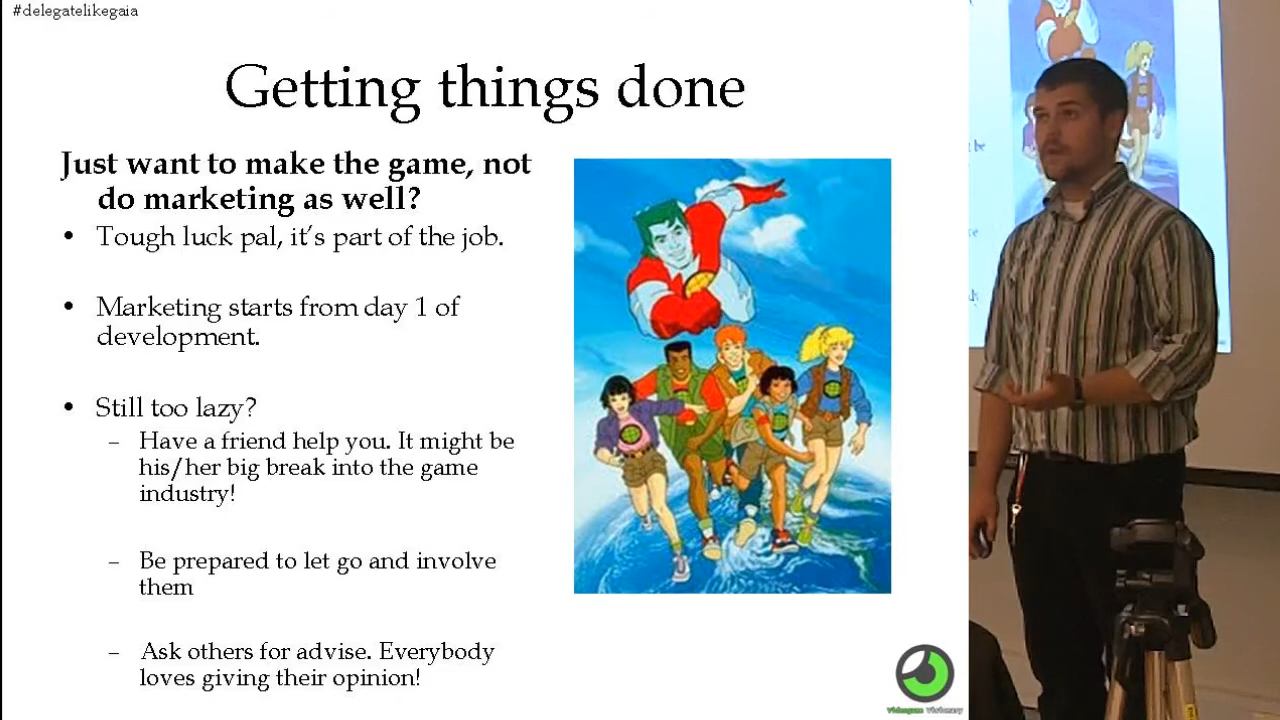 #delegatelikegaia
Getting things done
Just want to make the game, not
do marketing as well?
• Tough luck pal, it's part of the job.
• Marketing starts from day 1 of
development.
• Still too lazy?
– Have a friend help you. It might be
his/her big break into the game
industry!
– Be prepared to let go and involve
them
– Ask others for advise. Everybody
loves giving their opinion!
Videogame Visionary